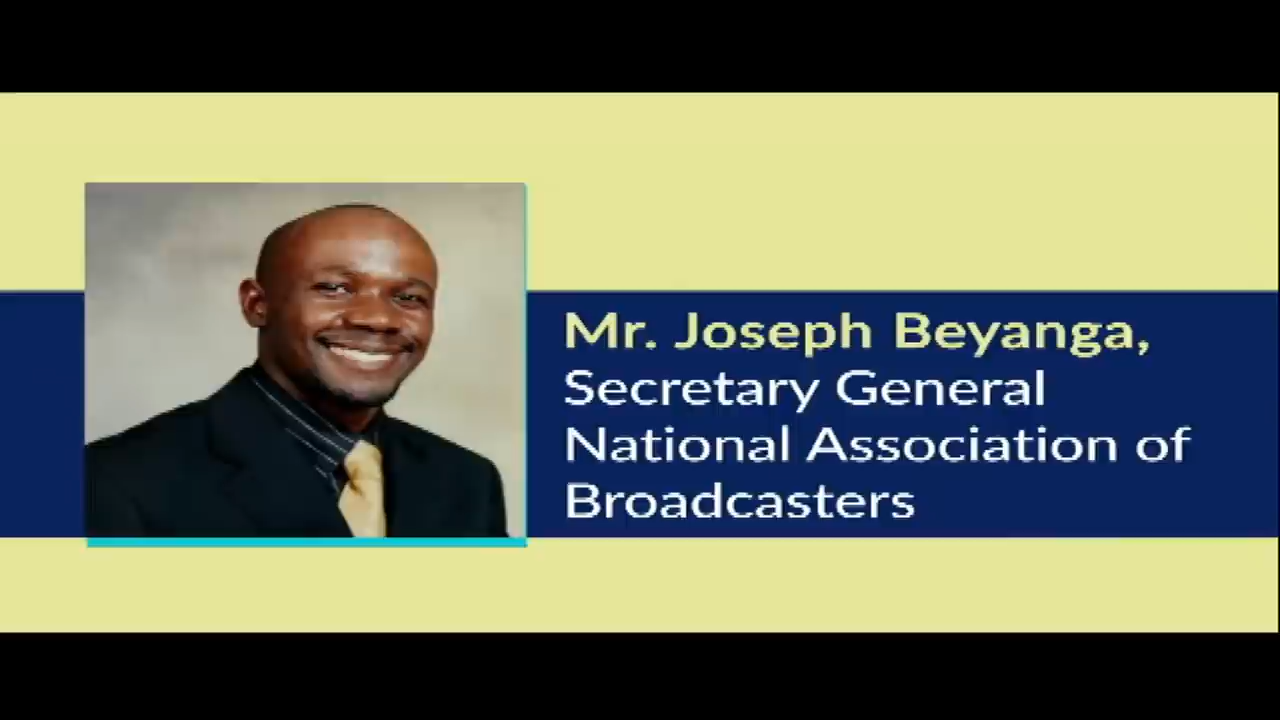 Mr. Joseph Beyanga,
Secretary General
National Association of
Broadcasters